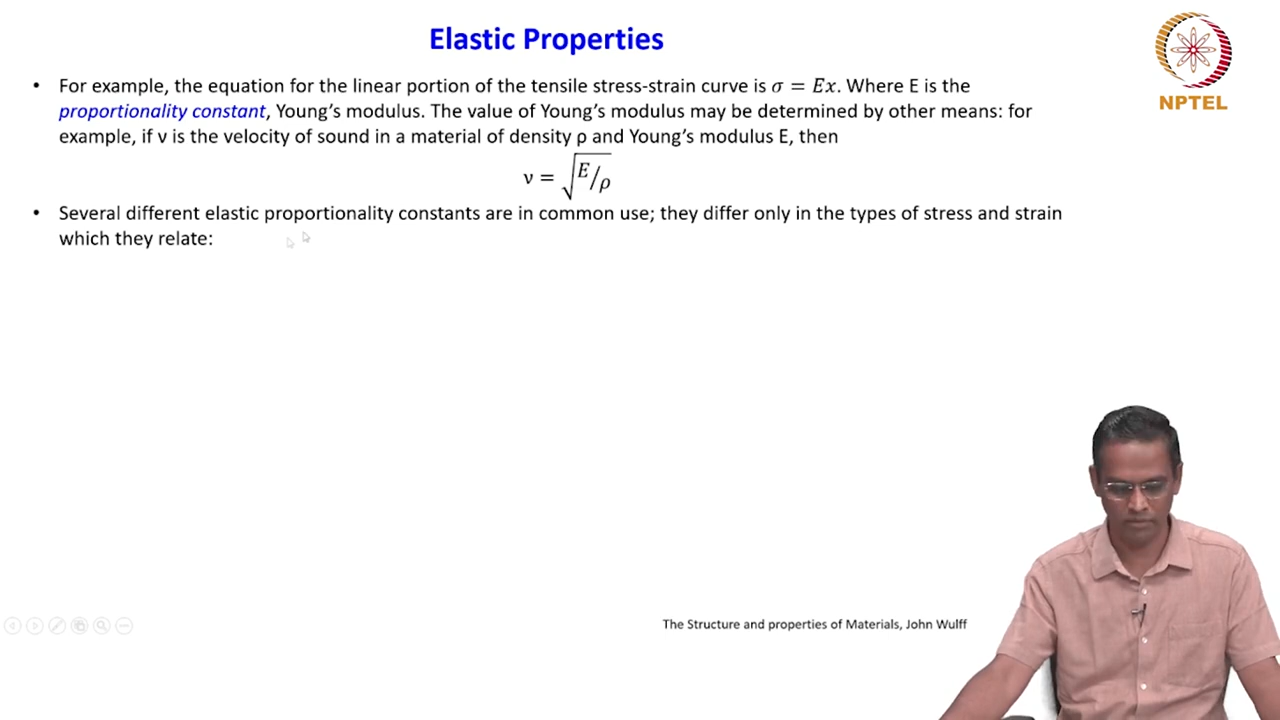 Elastic Properties
NPTEL
• For example, the equation for the linear portion of the tensile stress-strain curve is 𝜎 = 𝐸𝑥. Where E is the
proportionality constant, Young’s modulus. The value of Young’s modulus may be determined by other means: for
example, if ν is the velocity of sound in a material of density ρ and Young’s modulus E, then
ν = √(E/ρ)
• Several different elastic proportionality constants are in common use; they differ only in the types of stress and strain
which they relate:
The Structure and properties of Materials, John Wulff